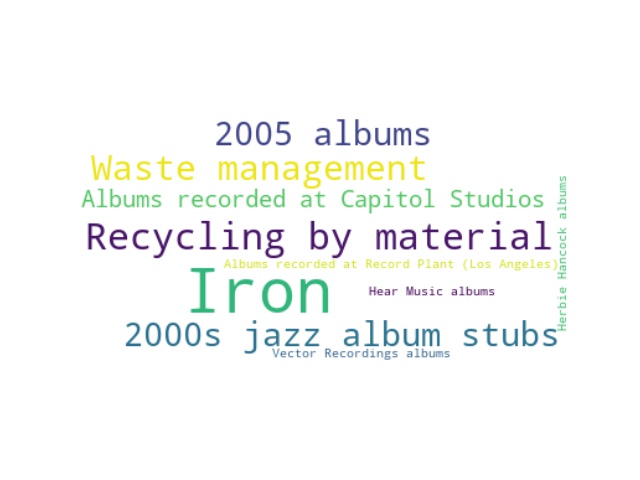 2005 albums
Waste management
Albums recorded at Capitol Studios
Recycling by material
Albums recorded at Record Plant (Los Angeles)
Iron
Hear Music albums
2000s jazz album stubs
Vector Recordings albums
Herbie Hancock albums